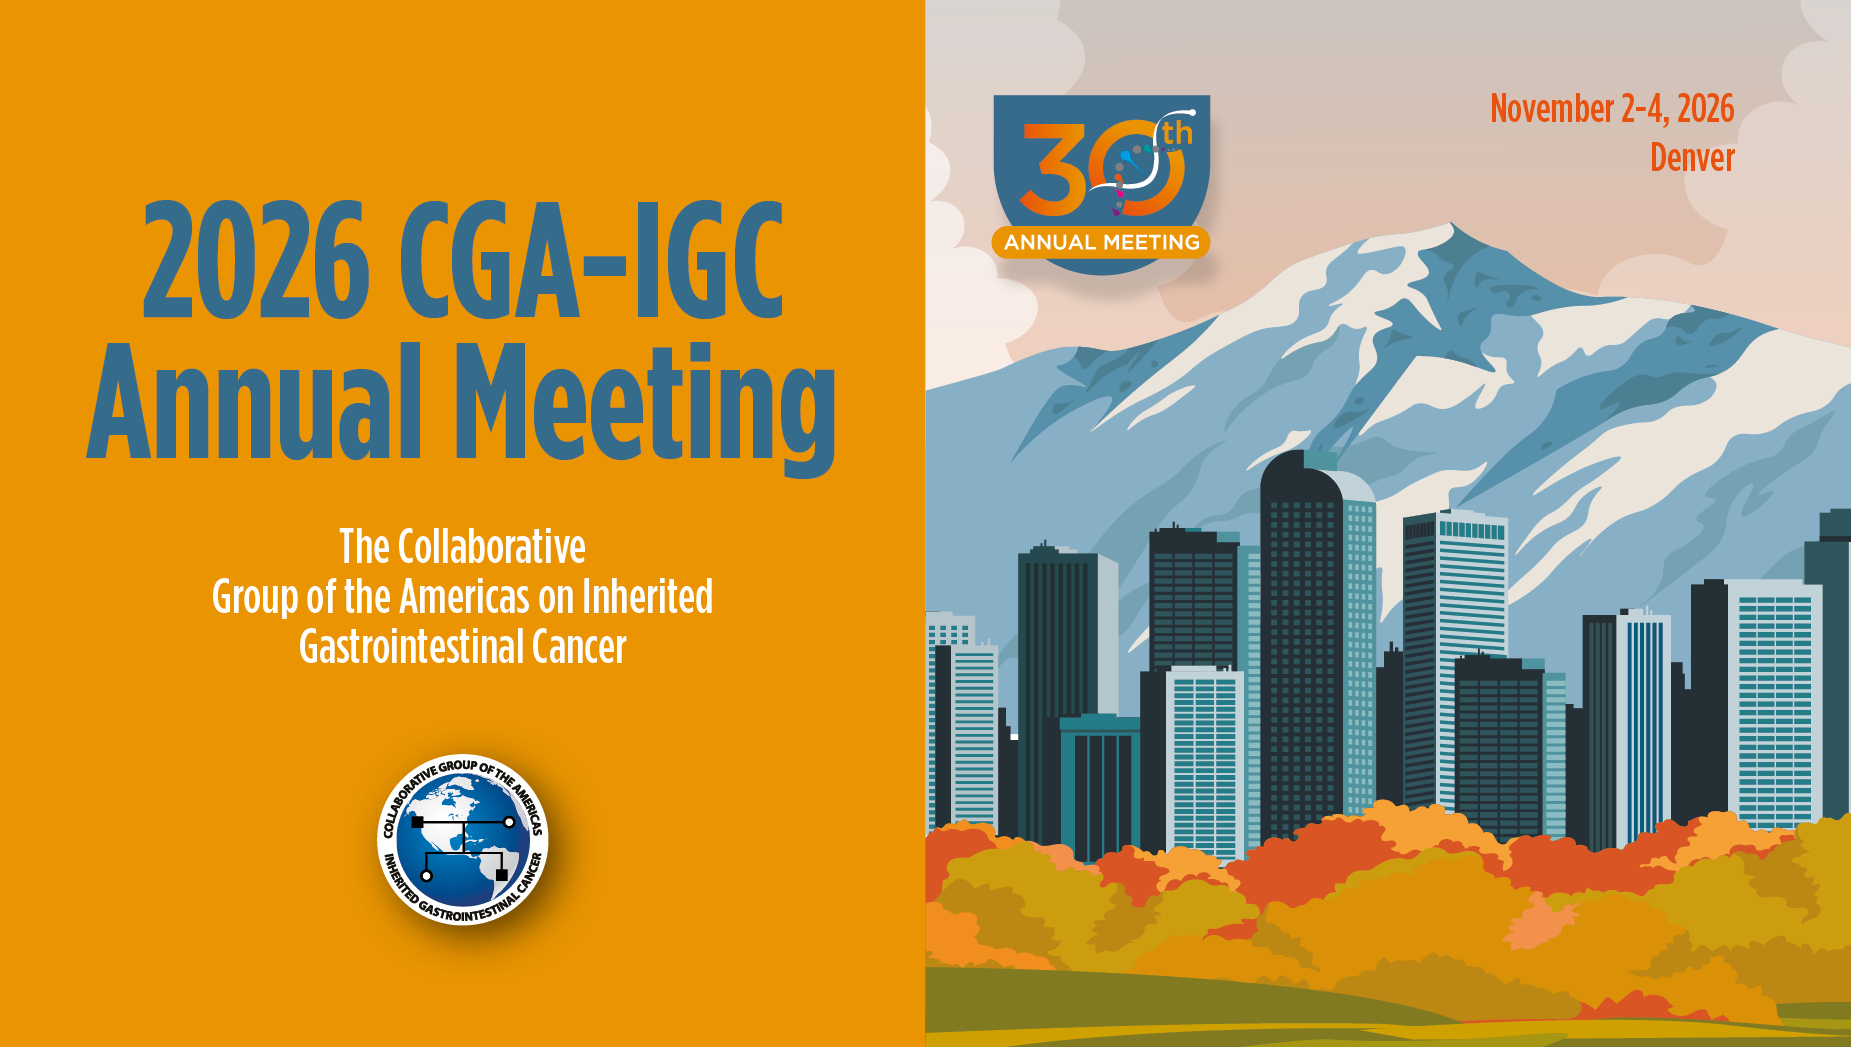 2026 CGA–IGC
Annual Meeting
The Collaborative
Group of the Americas on Inherited
Gastrointestinal Cancer
COLLABORATIVE GROUP OF THE AMERICAS
INHERITED GASTROINTESTINAL CANCER
30th
ANNUAL MEETING
November 2–4, 2026
Denver